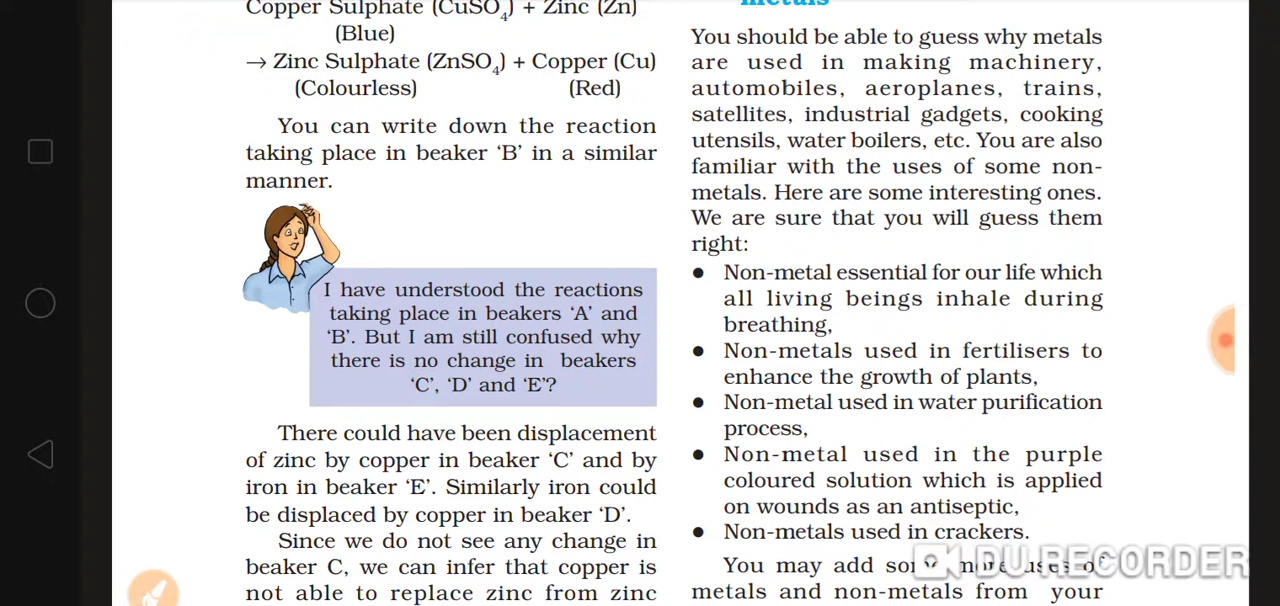 Copper Sulphate (CuSO4) + Zinc (Zn)
(Blue)
→ Zinc Sulphate (ZnSO4) + Copper (Cu)
(Colourless) (Red)
You can write down the reaction
taking place in beaker ‘B’ in a similar
manner.
I have understood the reactions
taking place in beakers ‘A’ and
‘B’. But I am still confused why
there is no change in beakers
‘C’, ‘D’ and ‘E’?
There could have been displacement
of zinc by copper in beaker ‘C’ and by
iron in beaker ‘E’. Similarly iron could
be displaced by copper in beaker ‘D’.
Since we do not see any change in
beaker C, we can infer that copper is
not able to replace zinc from zinc
metals
You should be able to guess why metals
are used in making machinery,
automobiles, aeroplanes, trains,
satellites, industrial gadgets, cooking
utensils, water boilers, etc. You are also
familiar with the uses of some non-
metals. Here are some interesting ones.
We are sure that you will guess them
right:
● Non-metal essential for our life which
all living beings inhale during
breathing,
● Non-metals used in fertilisers to
enhance the growth of plants,
● Non-metal used in water purification
process,
● Non-metal used in the purple
coloured solution which is applied
on wounds as an antiseptic,
● Non-metals used in crackers.
You may add some more uses of
metals and non-metals from your
DU RECORDER